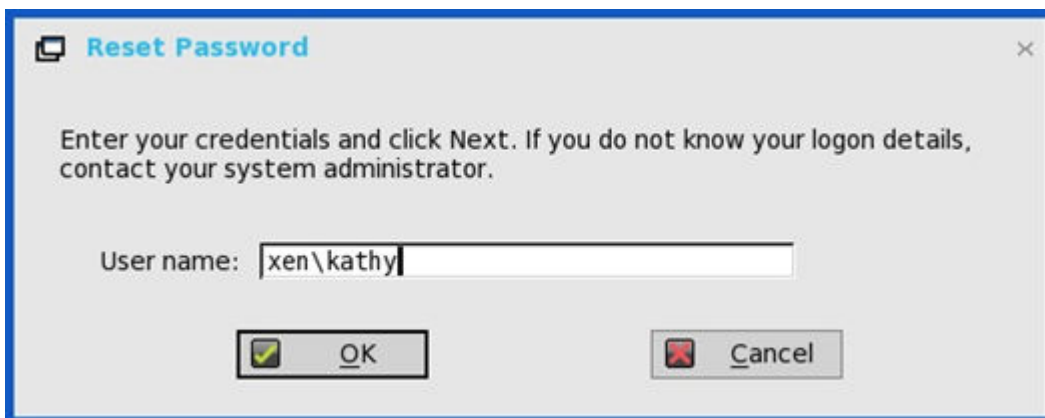 Reset Password
Enter your credentials and click Next. If you do not know your logon details,
contact your system administrator.
User name: xen\kathy
OK Cancel